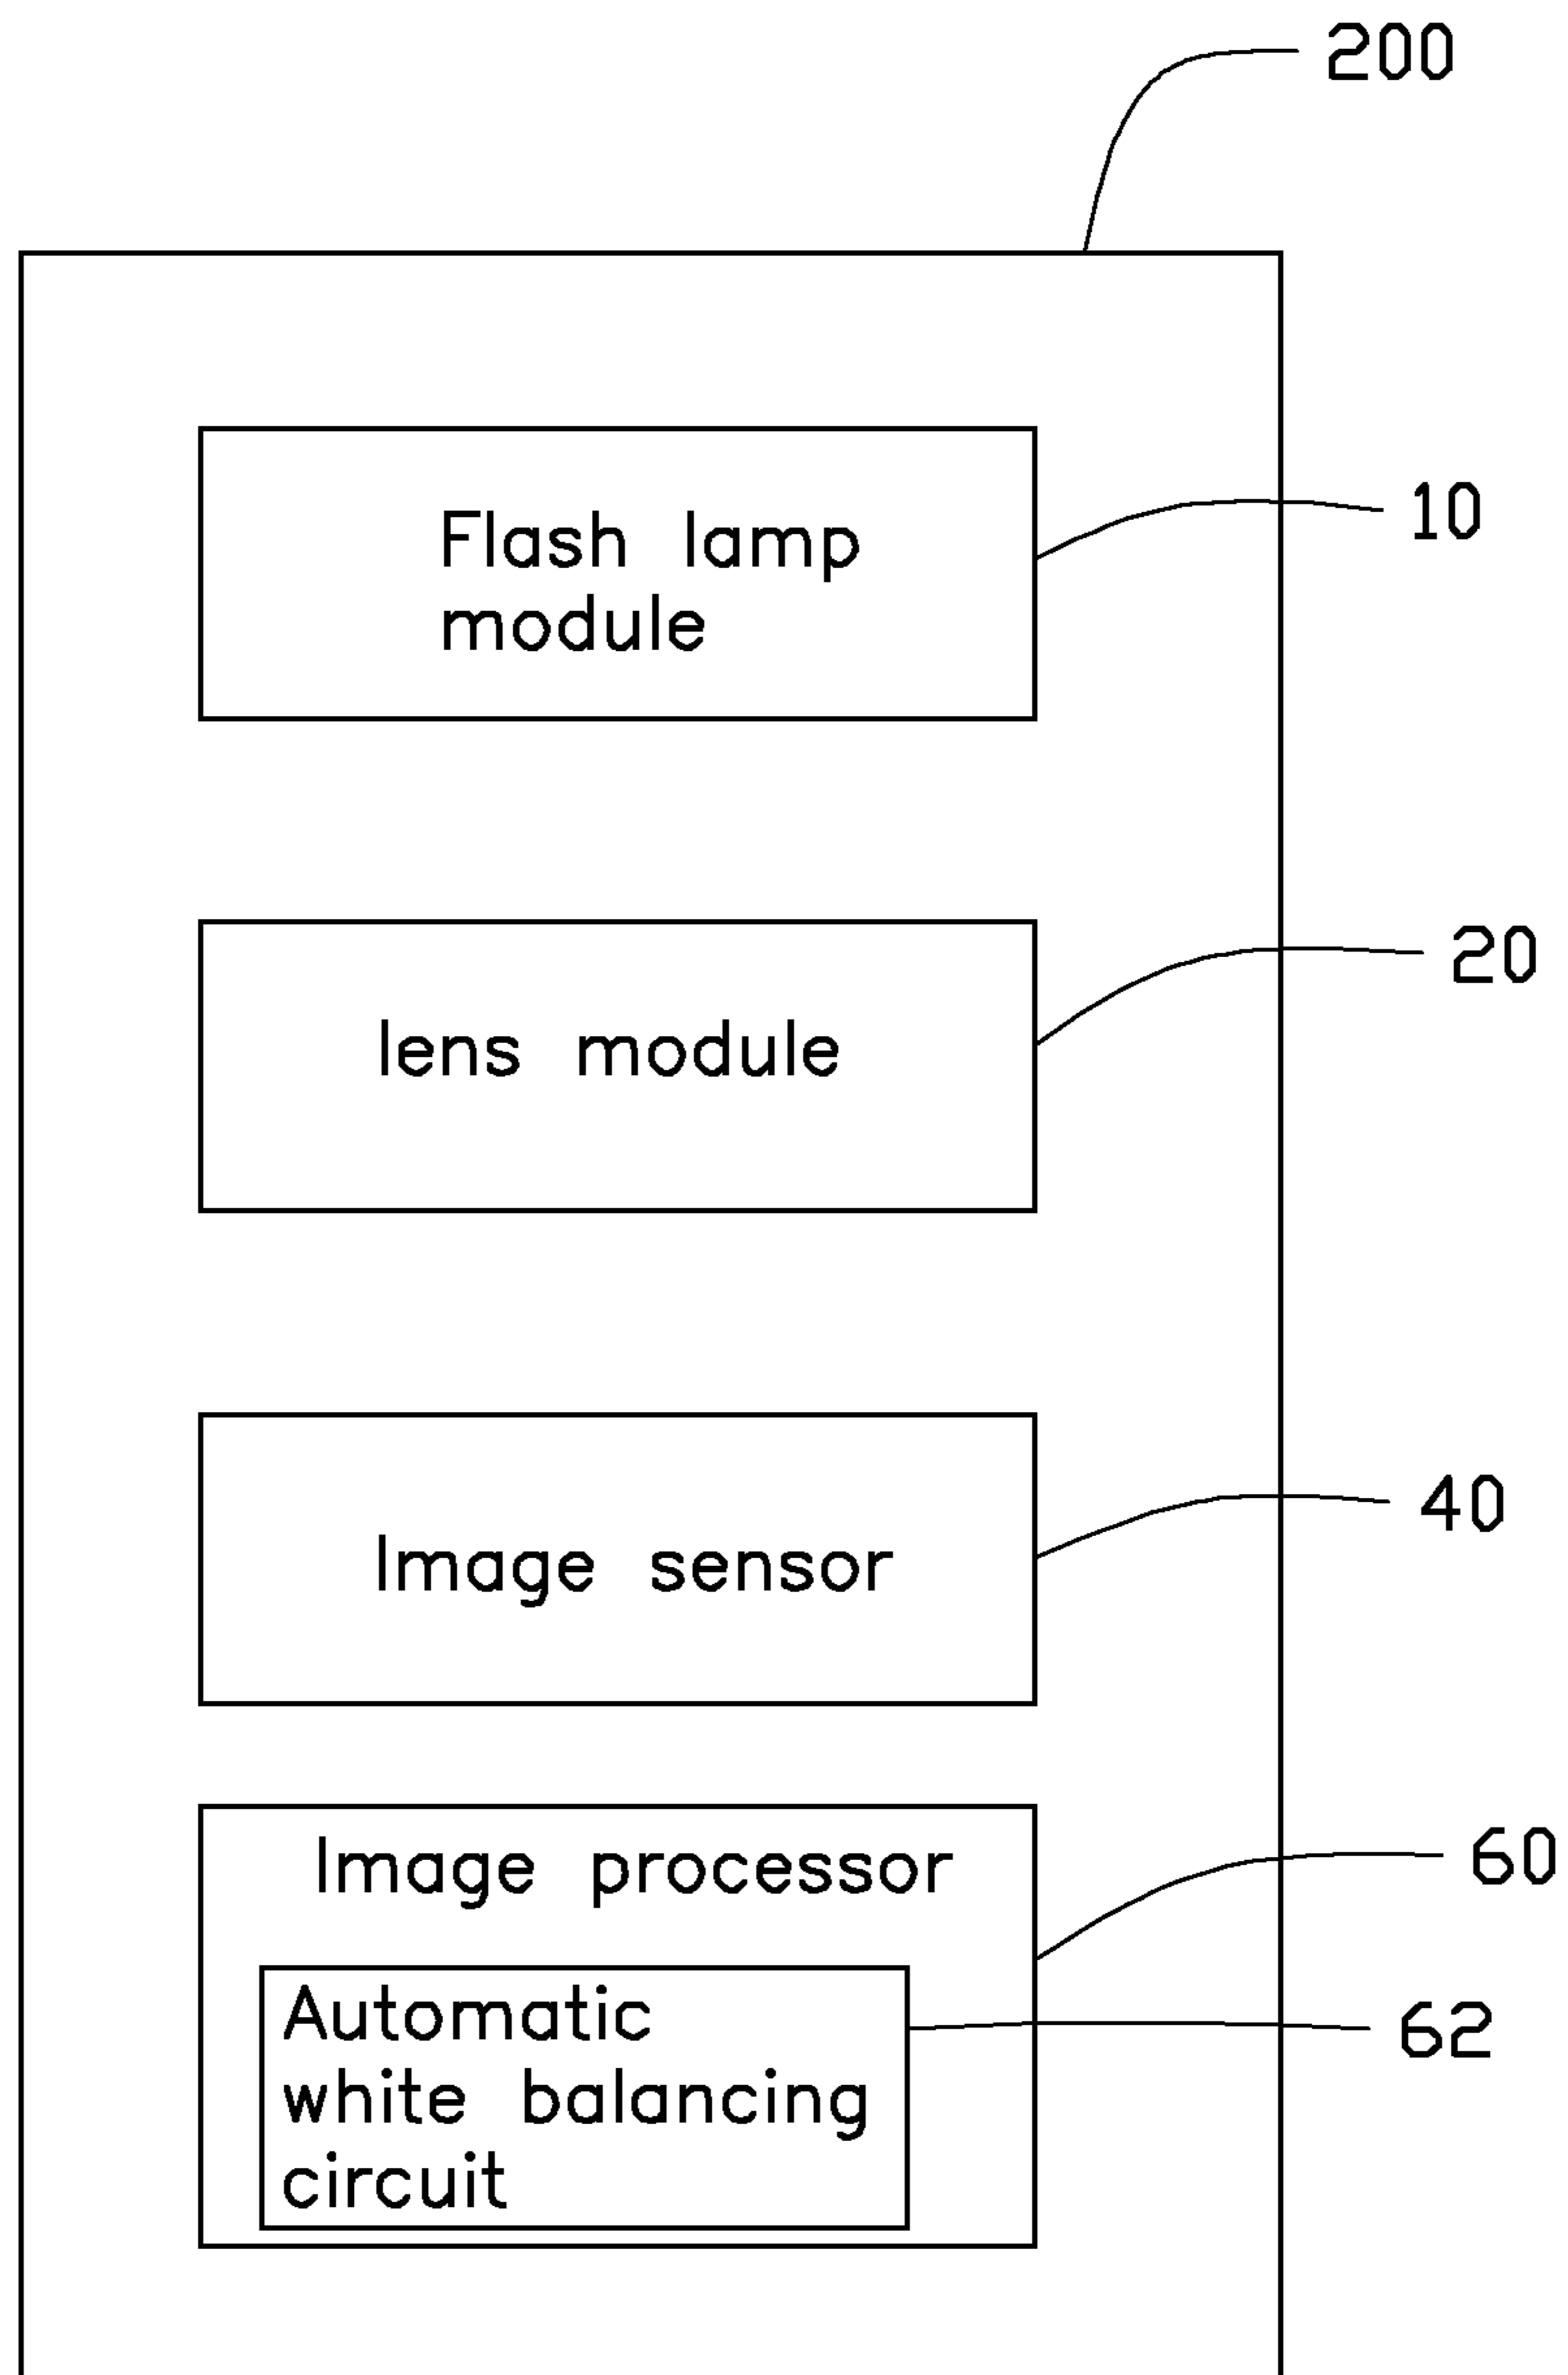 200
Flash lamp
module
10
lens module
20
Image sensor
40
Image processor
60
Automatic
white balancing
circuit
62